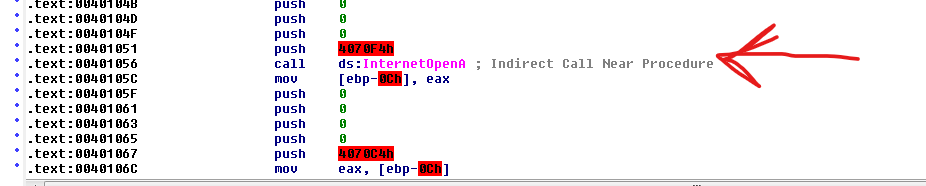 .text:0040104B push 0
.text:0040104D push 0
.text:0040104F push 0
.text:00401051 push 4070F4h
.text:00401056 call ds:InternetOpenA ; Indirect Call Near Procedure
.text:0040105C mov [ebp-0Ch], eax
.text:0040105F push 0
.text:00401061 push 0
.text:00401063 push 0
.text:00401065 push 0
.text:00401067 push 4070C4h
.text:0040106C mov eax, [ebp-0Ch]